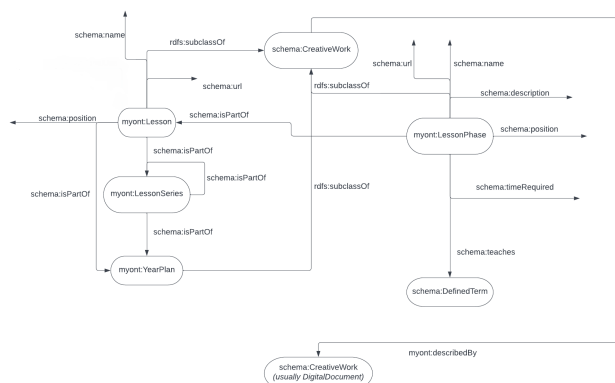 schema:name
rdfs:subclassOf
schema:CreativeWork
schema:url
schema:name
schema:url
rdfs:subclassOf
schema:description
schema:position
myont:Lesson
schema:isPartOf
myont:LessonPhase
schema:position
schema:isPartOf
schema:isPartOf
schema:isPartOf
myont:LessonSeries
rdfs:subclassOf
schema:timeRequired
schema:isPartOf
schema:teaches
myont:YearPlan
schema:DefinedTerm
myont:describedBy
schema:CreativeWork
(usually DigitalDocument)